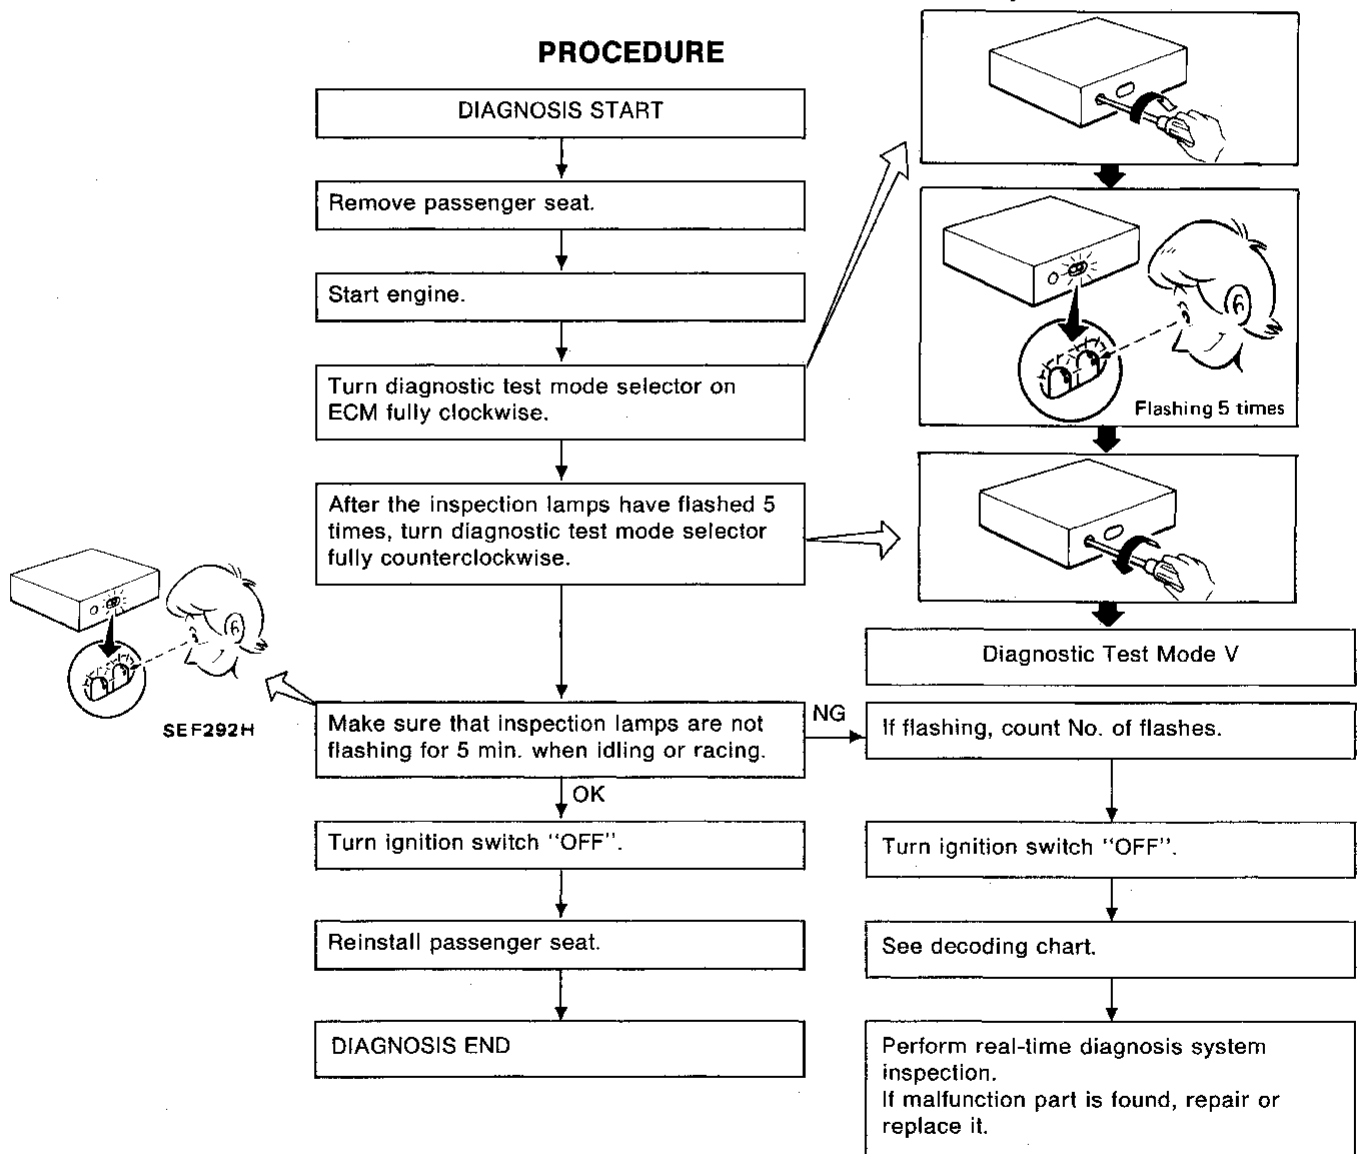 PROCEDURE
DIAGNOSIS START
Remove passenger seat.
Start engine.
Turn diagnostic test mode selector on
ECM fully clockwise.
Flashing 5 times
After the inspection lamps have flashed 5
times, turn diagnostic test mode selector
fully counterclockwise.
Diagnostic Test Mode V
SEF292H
Make sure that inspection lamps are not
flashing for 5 min. when idling or racing.
NG
If flashing, count No. of flashes.
OK
Turn ignition switch "OFF".
Turn ignition switch "OFF".
Reinstall passenger seat.
See decoding chart.
DIAGNOSIS END
Perform real-time diagnosis system
inspection.
If malfunction part is found, repair or
replace it.